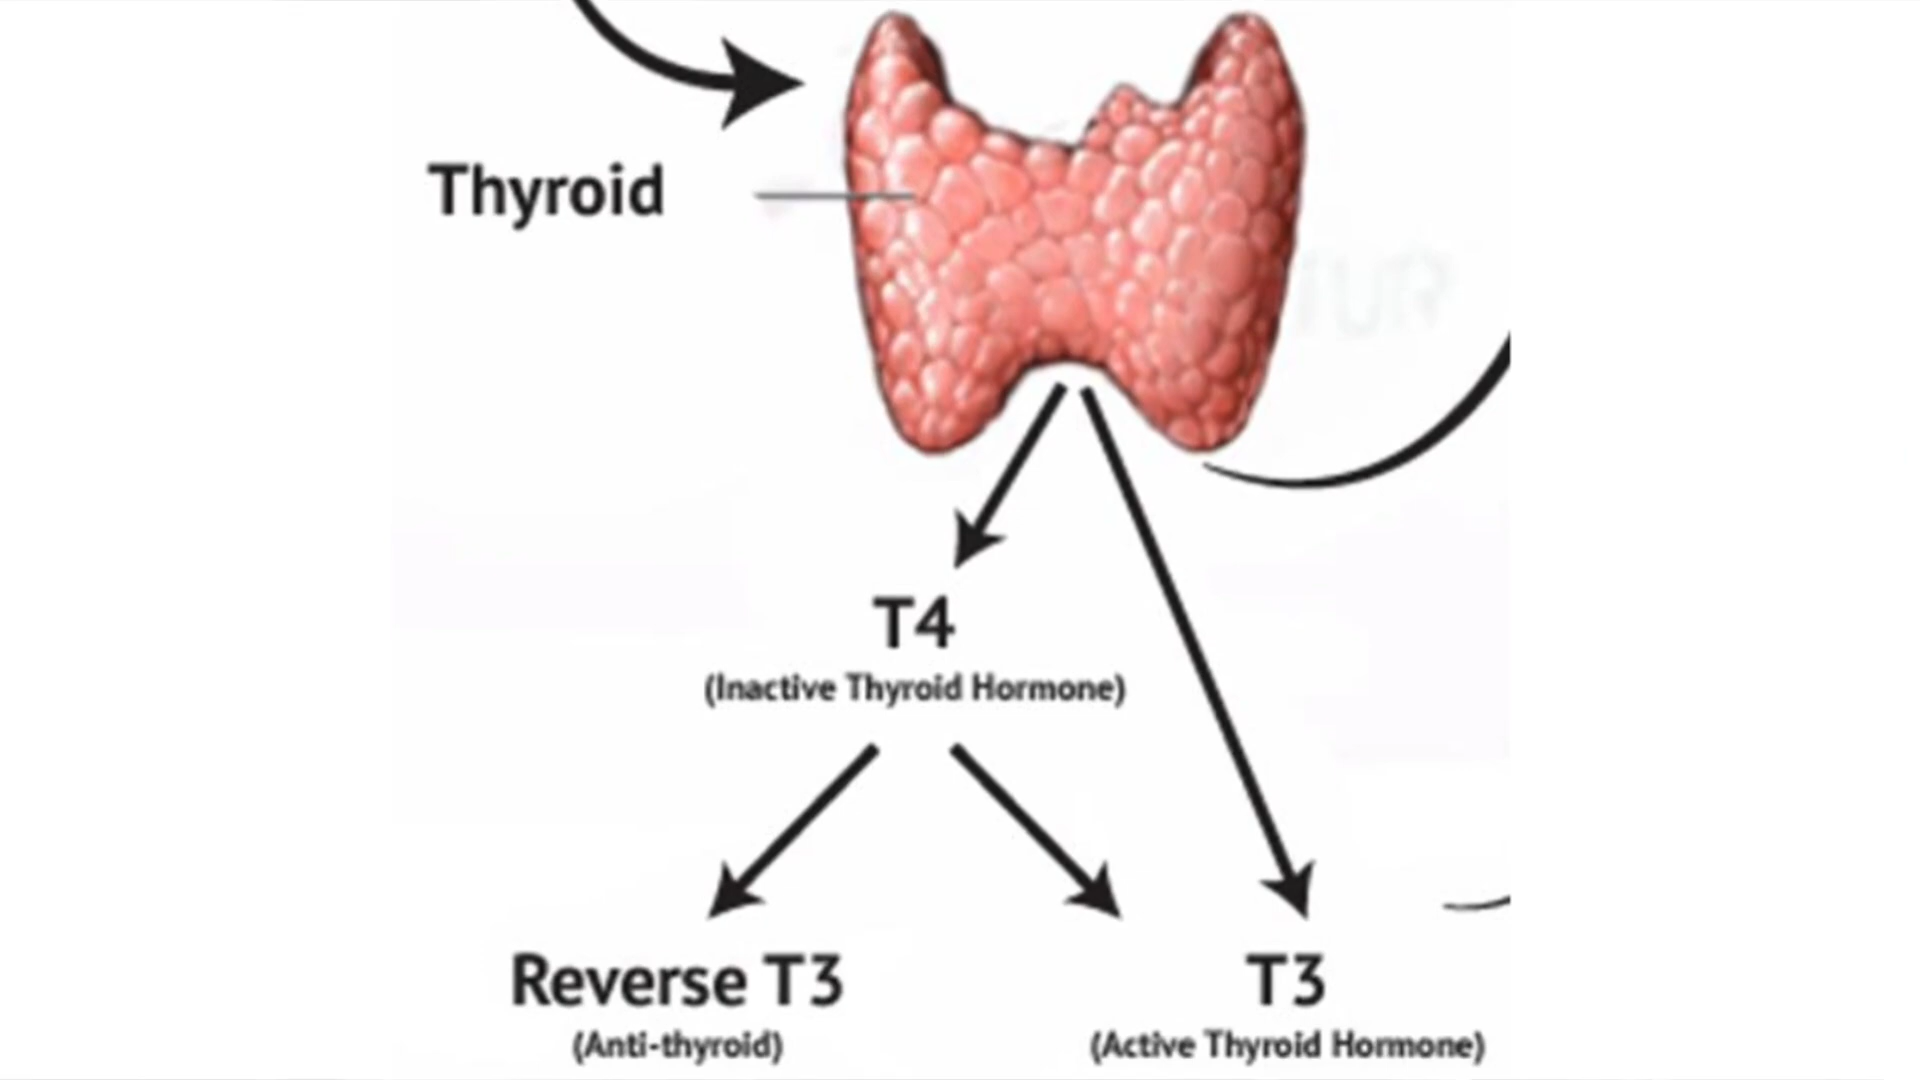 Thyroid
T4
(Inactive Thyroid Hormone)
Reverse T3
(Anti-thyroid)
T3
(Active Thyroid Hormone)